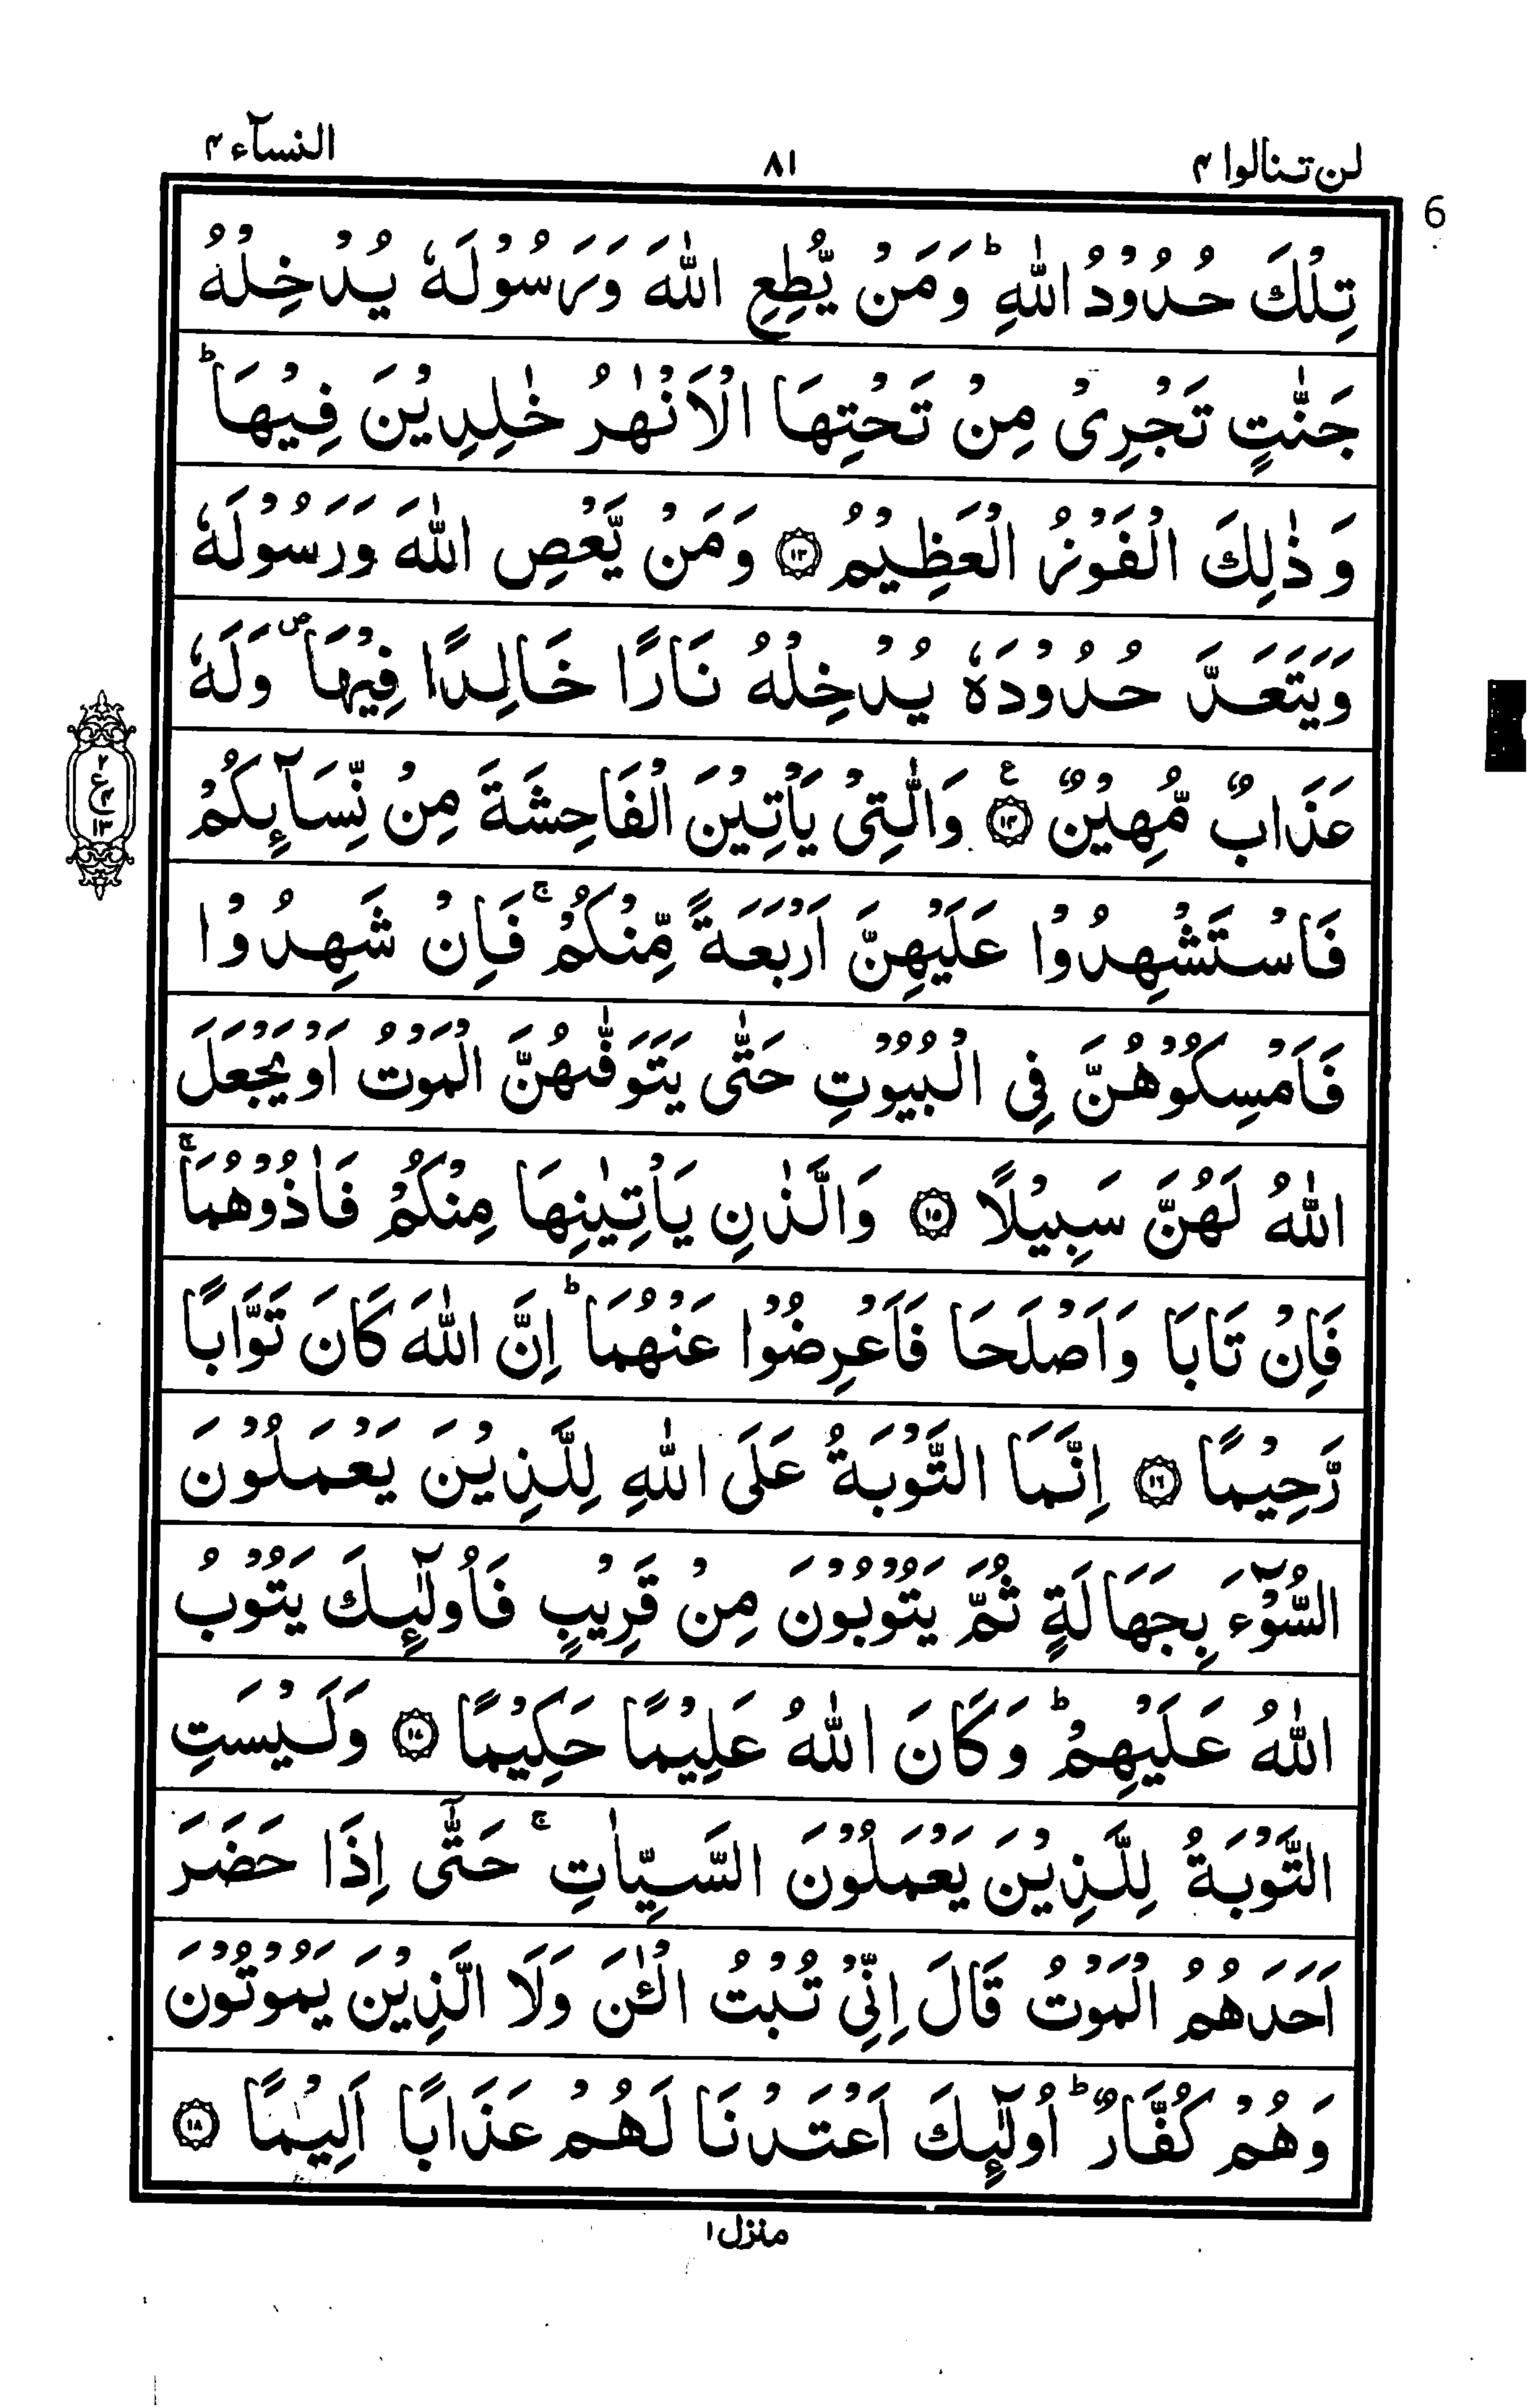 لن تنالوا ۴
۸۱
النسآء ۴
6
تِلْكَ حُدُوْدُ اللّٰهِ ؕ وَمَنْ يُّطِعِ اللّٰهَ وَرَسُوْلَهٗ يُدْخِلْهُ
جَنّٰتٍ تَجْرِىْ مِنْ تَحْتِهَا الْاَنْهٰرُ خٰلِدِيْنَ فِيْهَا ؕ
وَذٰلِكَ الْفَوْزُ الْعَظِيْمُ ﴿۱۳﴾ وَمَنْ يَّعْصِ اللّٰهَ وَرَسُوْلَهٗ
وَيَتَعَدَّ حُدُوْدَهٗ يُدْخِلْهُ نَارًا خَالِدًا فِيْهَا ۪ وَلَهٗ
عَذَابٌ مُّهِيْنٌ ﴿۱۴﴾ ع وَالّٰتِىْ يَاْتِيْنَ الْفَاحِشَةَ مِنْ نِّسَآئِكُمْ
۲
ع
۴
۱۳
فَاسْتَشْهِدُوْا عَلَيْهِنَّ اَرْبَعَةً مِّنْكُمْ ۚ فَاِنْ شَهِدُوْا
فَاَمْسِكُوْهُنَّ فِى الْبُيُوْتِ حَتّٰى يَتَوَفّٰٮهُنَّ الْمَوْتُ اَوْ يَجْعَلَ
اللّٰهُ لَهُنَّ سَبِيْلًا ﴿۱۵﴾ وَالَّذٰنِ يَاْتِيٰنِهَا مِنْكُمْ فَاٰذُوْهُمَا ۚ
فَاِنْ تَابَا وَاَصْلَحَا فَاَعْرِضُوْا عَنْهُمَا ؕ اِنَّ اللّٰهَ كَانَ تَوَّابًا
رَّحِيْمًا ﴿۱۶﴾ اِنَّمَا التَّوْبَةُ عَلَى اللّٰهِ لِلَّذِيْنَ يَعْمَلُوْنَ
السُّوْٓءَ بِجَهَالَةٍ ثُمَّ يَتُوْبُوْنَ مِنْ قَرِيْبٍ فَاُولٰٓئِكَ يَتُوْبُ
اللّٰهُ عَلَيْهِمْ ؕ وَكَانَ اللّٰهُ عَلِيْمًا حَكِيْمًا ﴿۱۷﴾ وَلَيْسَتِ
التَّوْبَةُ لِلَّذِيْنَ يَعْمَلُوْنَ السَّيِّاٰتِ ۚ حَتّٰٓى اِذَا حَضَرَ
اَحَدَهُمُ الْمَوْتُ قَالَ اِنِّىْ تُبْتُ الْـٰٔنَ وَلَا الَّذِيْنَ يَمُوْتُوْنَ
وَهُمْ كُفَّارٌ ؕ اُولٰٓئِكَ اَعْتَدْنَا لَهُمْ عَذَابًا اَلِيْمًا ﴿۱۸﴾
منزل ۱